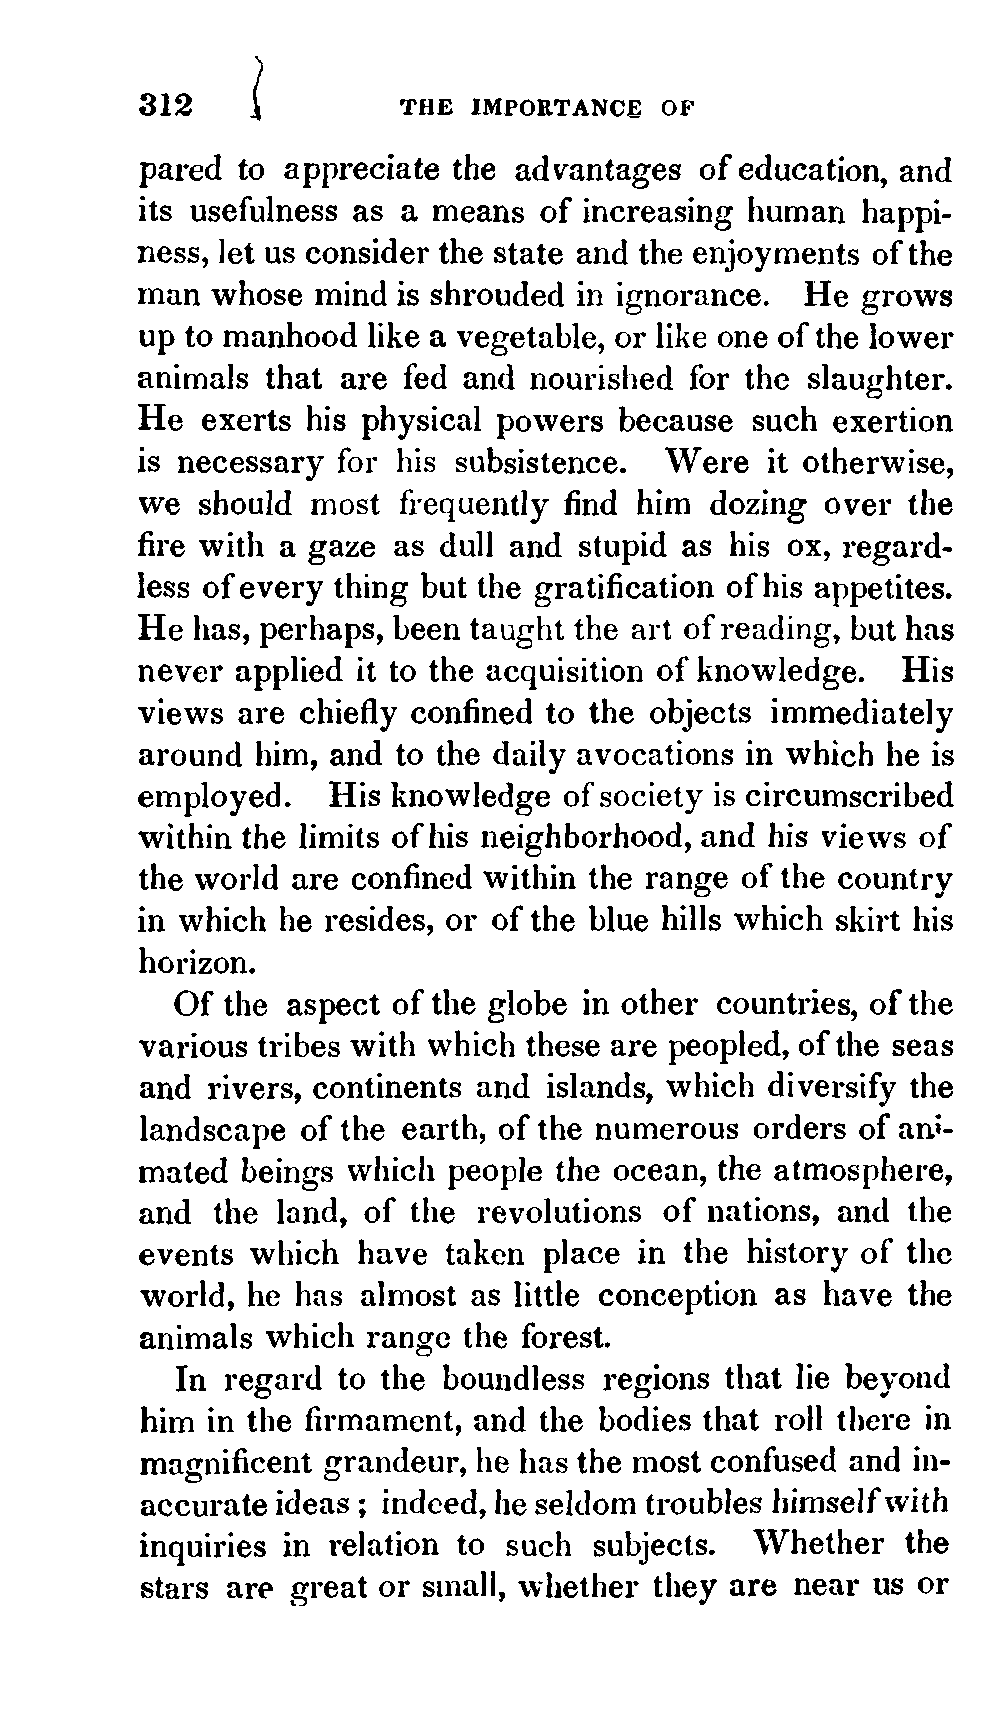 312 THE IMPORTANCE OF
pared to appreciate the advantages of education, and
its usefulness as a means of increasing human happi-
ness, let us consider the state and the enjoyments of the
man whose mind is shrouded in ignorance. He grows
up to manhood like a vegetable, or like one of the lower
animals that are fed and nourished for the slaughter.
He exerts his physical powers because such exertion
is necessary for his subsistence. Were it otherwise,
we should most frequently find him dozing over the
fire with a gaze as dull and stupid as his ox, regard-
less of every thing but the gratification of his appetites.
He has, perhaps, been taught the art of reading, but has
never applied it to the acquisition of knowledge. His
views are chiefly confined to the objects immediately
around him, and to the daily avocations in which he is
employed. His knowledge of society is circumscribed
within the limits of his neighborhood, and his views of
the world are confined within the range of the country
in which he resides, or of the blue hills which skirt his
horizon.
Of the aspect of the globe in other countries, of the
various tribes with which these are peopled, of the seas
and rivers, continents and islands, which diversify the
landscape of the earth, of the numerous orders of ani-
mated beings which people the ocean, the atmosphere,
and the land, of the revolutions of nations, and the
events which have taken place in the history of the
world, he has almost as little conception as have the
animals which range the forest.
In regard to the boundless regions that lie beyond
him in the firmament, and the bodies that roll there in
magnificent grandeur, he has the most confused and in-
accurate ideas ; indeed, he seldom troubles himself with
inquiries in relation to such subjects. Whether the
stars are great or small, whether they are near us or